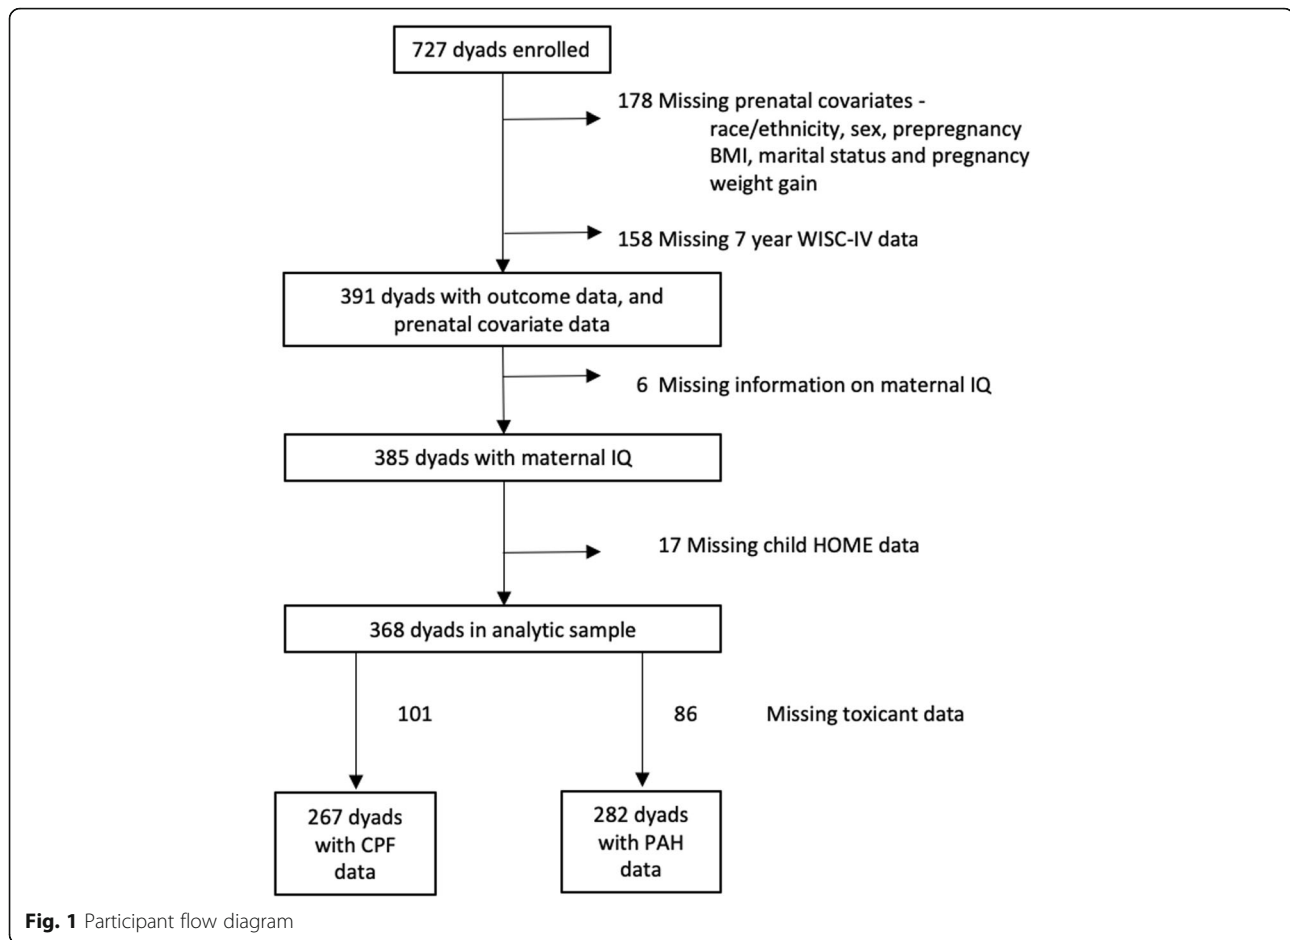 727 dyads enrolled
178 Missing prenatal covariates -
race/ethnicity, sex, prepregnancy
BMI, marital status and pregnancy
weight gain
158 Missing 7 year WISC-IV data
391 dyads with outcome data, and
prenatal covariate data
6 Missing information on maternal IQ
385 dyads with maternal IQ
17 Missing child HOME data
368 dyads in analytic sample
101
86
Missing toxicant data
267 dyads
with CPF
data
282 dyads
with PAH
data
Fig. 1 Participant flow diagram